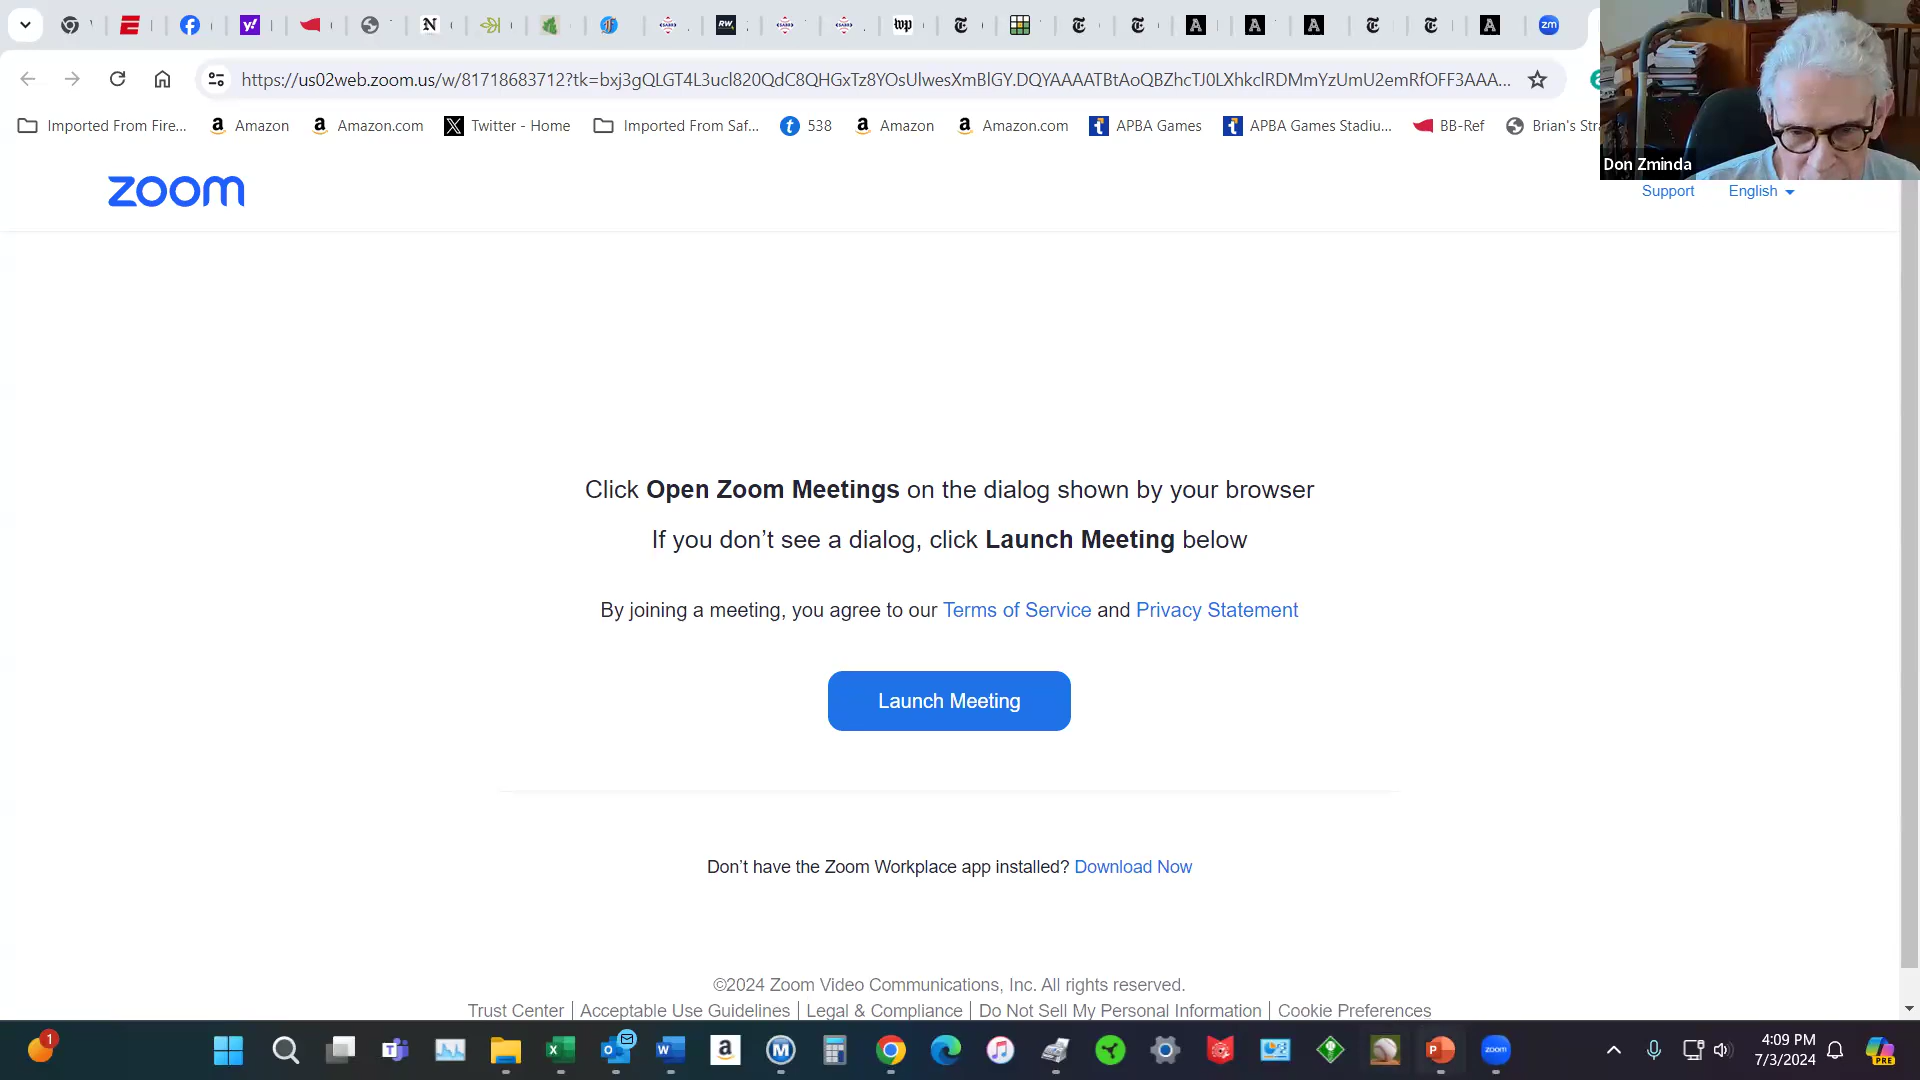 https://us02web.zoom.us/w/81718683712?tk=bxj3gQLGT4L3ucl820QdC8QHGxTz8YOsUlwesXmBlGY.DQYAAAATBtAoQBZhcTJ0LXhkclRDMmYzUmU2emRfOFF3AAA...
Imported From Fire...
Amazon
Amazon.com
Twitter - Home
Imported From Saf...
538
Amazon
Amazon.com
APBA Games
APBA Games Stadiu...
BB-Ref
Brian's Stra
Don Zminda
zoom
Support
English
Click Open Zoom Meetings on the dialog shown by your browser
If you don’t see a dialog, click Launch Meeting below
By joining a meeting, you agree to our Terms of Service and Privacy Statement
Launch Meeting
Don’t have the Zoom Workplace app installed? Download Now
©2024 Zoom Video Communications, Inc. All rights reserved.
Trust Center | Acceptable Use Guidelines | Legal & Compliance | Do Not Sell My Personal Information | Cookie Preferences
1
zoom
4:09 PM
7/3/2024
PRE